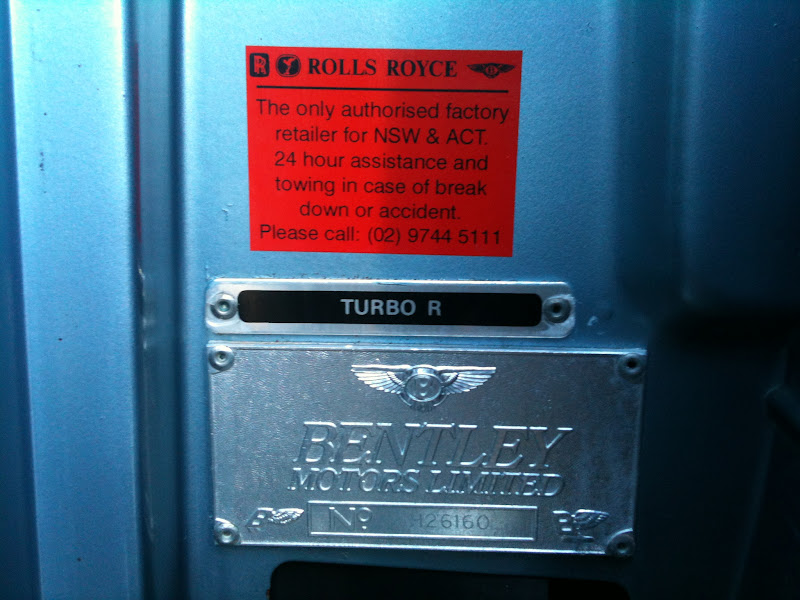 ROLLS ROYCE
The only authorised factory
retailer for NSW & ACT.
24 hour assistance and
towing in case of break
down or accident.
Please call: (02) 9744 5111
TURBO R
B
BENTLEY
MOTORS LIMITED
Nº H26160